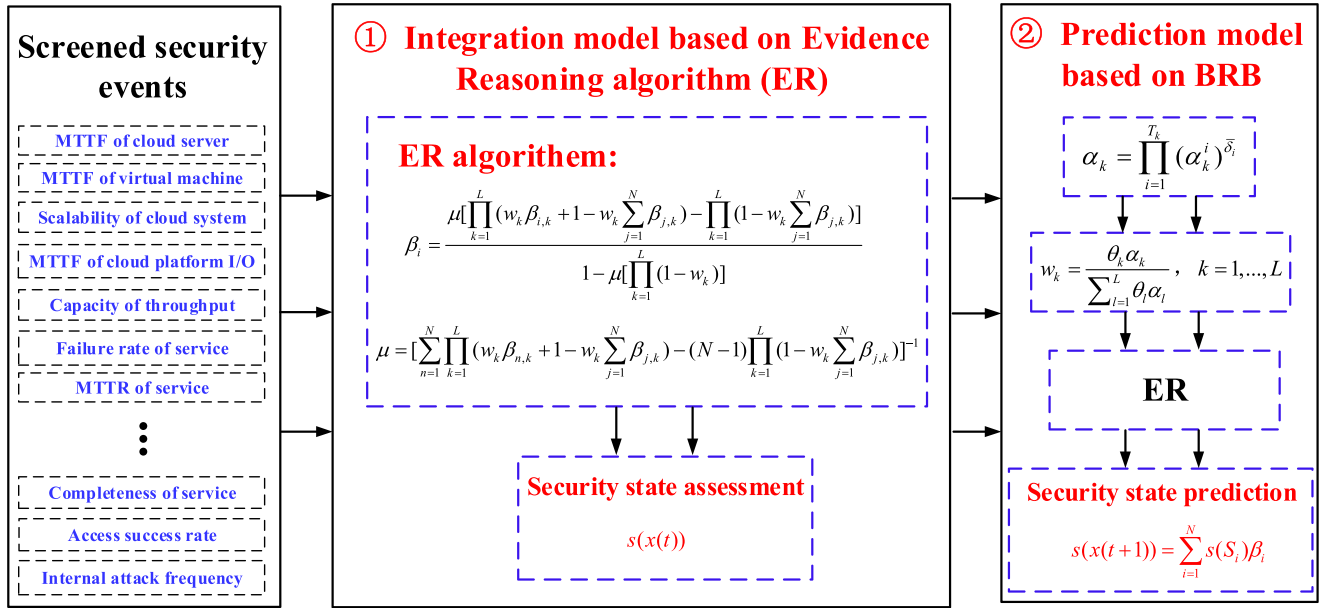 Screened security
events
MTTF of cloud server
MTTF of virtual machine
Scalability of cloud system
MTTF of cloud platform I/O
Capacity of throughput
Failure rate of service
MTTR of service
⋮
Completeness of service
Access success rate
Internal attack frequency
① Integration model based on Evidence
Reasoning algorithm (ER)
ER algorithem:
β_i = \frac{μ[∏_{k=1}^{L}(w_k β_{i,k} + 1 − w_k ∑_{j=1}^{N} β_{j,k}) − ∏_{k=1}^{L}(1 − w_k ∑_{j=1}^{N} β_{j,k})]}{1 − μ[∏_{k=1}^{L}(1 − w_k)]}
μ = [∑_{n=1}^{N} ∏_{k=1}^{L}(w_k β_{n,k} + 1 − w_k ∑_{j=1}^{N} β_{j,k}) − (N − 1)∏_{k=1}^{L}(1 − w_k ∑_{j=1}^{N} β_{j,k})]^{−1}
Security state assessment
s(x(t))
② Prediction model
based on BRB
α_k = ∏_{i=1}^{T_k} (α_k^i)^{\bar{δ}_i}
w_k = \frac{θ_k α_k}{∑_{l=1}^{L} θ_l α_l}, k = 1,...,L
ER
Security state prediction
s(x(t+1)) = ∑_{i=1}^{N} s(S_i)β_i